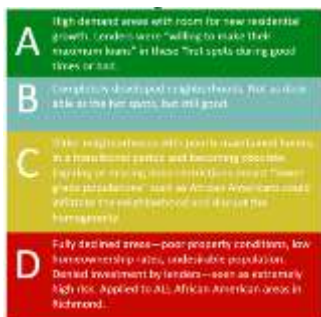 A
High demand areas with room for new residential
growth. Lenders were "willing to make their
maximum loans" in these "hot spots during good
times or bad.
B
Completely developed neighborhoods. Not as desir
able as the hot spots, but still good.
C
Older neighborhoods with poorly maintained homes
in a transitional period and becoming obsolete.
Expiring or missing deed restrictions meant "lower
grade populations" such as African Americans could
infiltrate the neighborhood and disrupt the
homogeneity.
D
Fully declined areas—poor property conditions, low
homeownership rates, undesirable population.
Denied investment by lenders—seen as extremely
high risk. Applied to ALL African American areas in
Richmond.